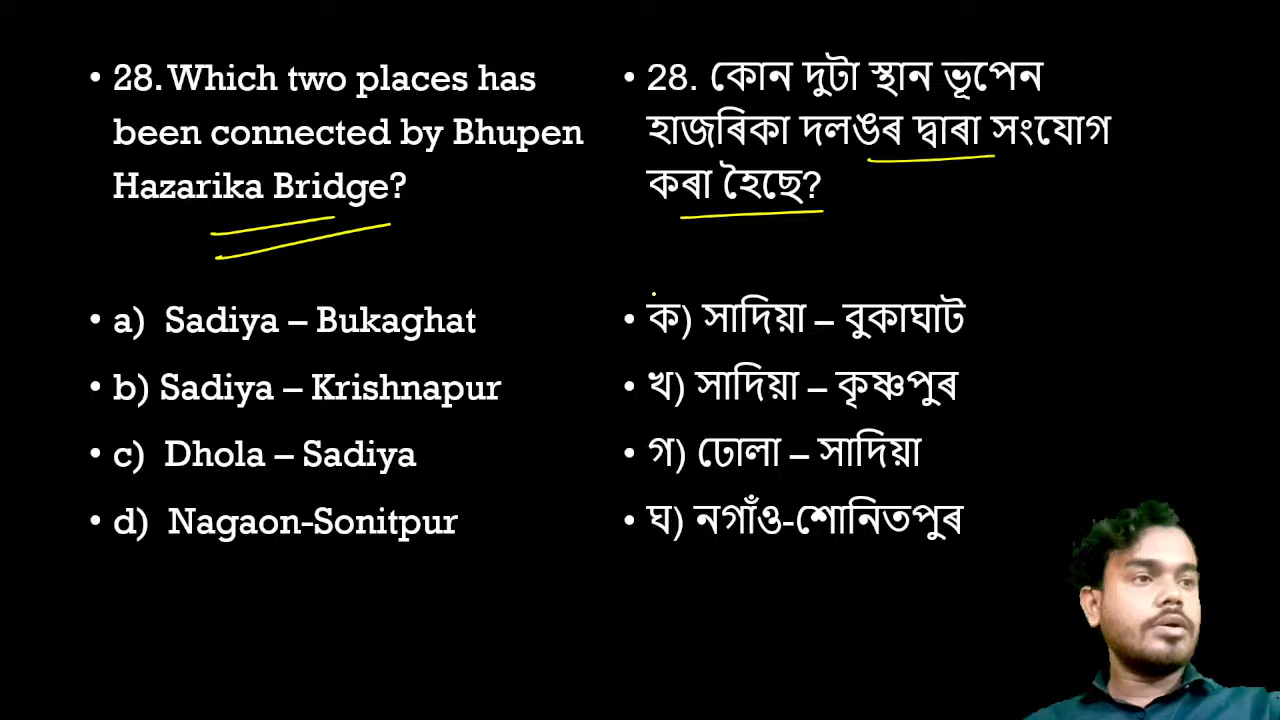 • 28. Which two places has
been connected by Bhupen
Hazarika Bridge?
• a) Sadiya – Bukaghat
• b) Sadiya – Krishnapur
• c) Dhola – Sadiya
• d) Nagaon-Sonitpur
• 28. কোন দুটা স্থান ভূপেন
হাজৰিকা দলঙৰ দ্বাৰা সংযোগ
কৰা হৈছে?
• ক) সাদিয়া – বুকাঘাট
• খ) সাদিয়া – কৃষ্ণপুৰ
• গ) ঢোলা – সাদিয়া
• ঘ) নগাঁও-শোনিতপুৰ